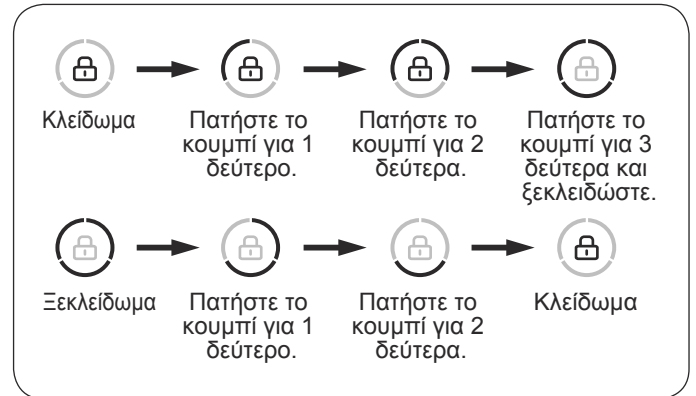 Κλείδωμα
Πατήστε το
κουμπί για 1
δεύτερο.
Πατήστε το
κουμπί για 2
δεύτερα.
Πατήστε το
κουμπί για 3
δεύτερα και
ξεκλειδώστε.
Ξεκλείδωμα
Πατήστε το
κουμπί για 1
δεύτερο.
Πατήστε το
κουμπί για 2
δεύτερα.
Κλείδωμα